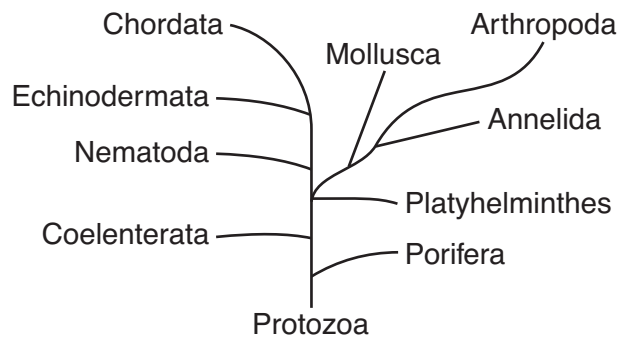 Chordata
Arthropoda
Mollusca
Echinodermata
Annelida
Nematoda
Platyhelminthes
Coelenterata
Porifera
Protozoa